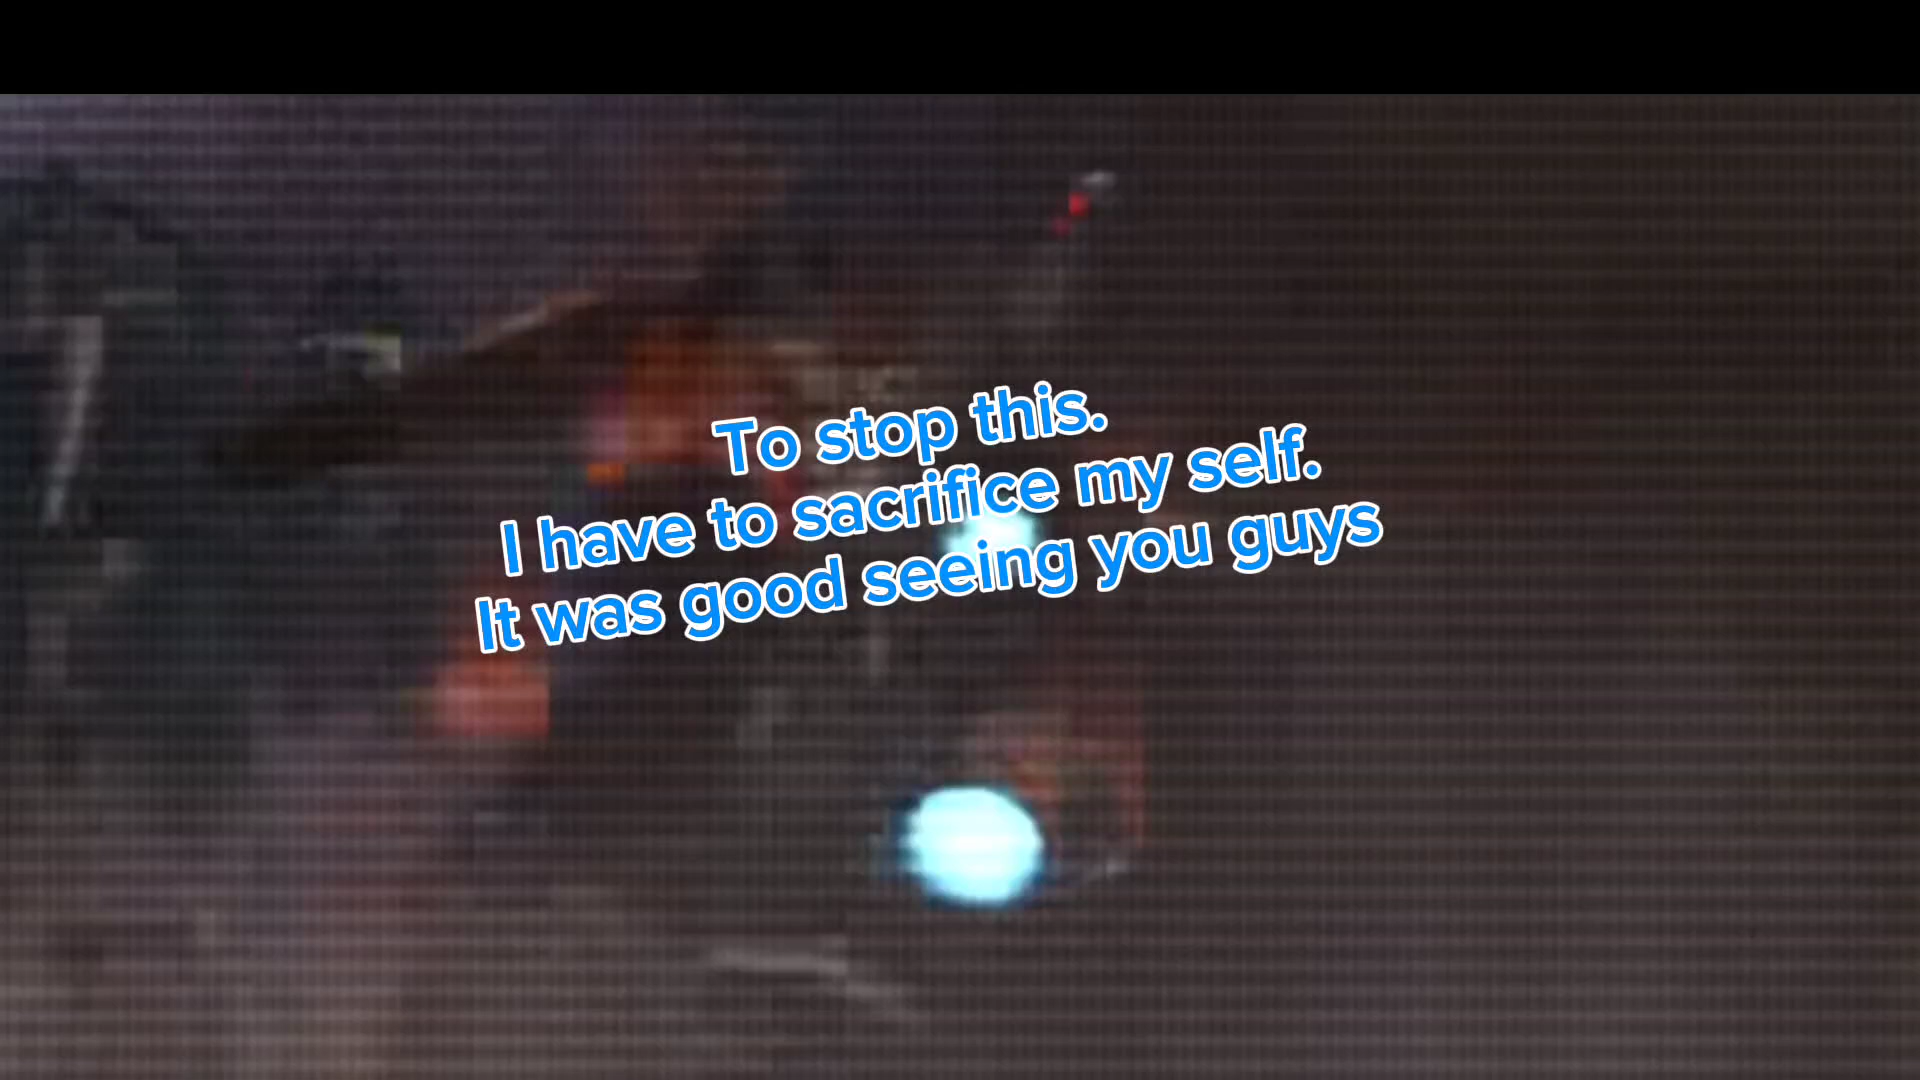 To stop this.
I have to sacrifice my self.
It was good seeing you guys